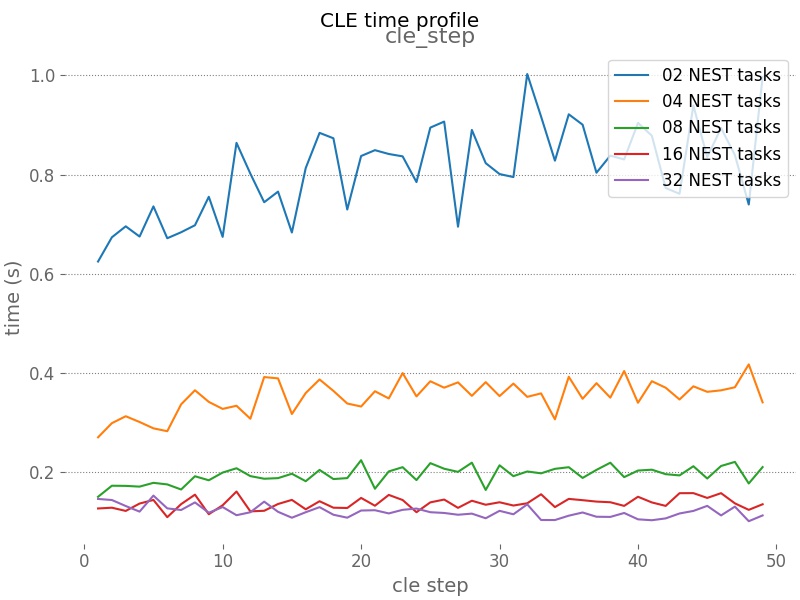 CLE time profile
cle_step
02 NEST tasks
04 NEST tasks
08 NEST tasks
16 NEST tasks
32 NEST tasks
1.0
0.8
0.6
0.4
0.2
time (s)
0 10 20 30 40 50
cle step